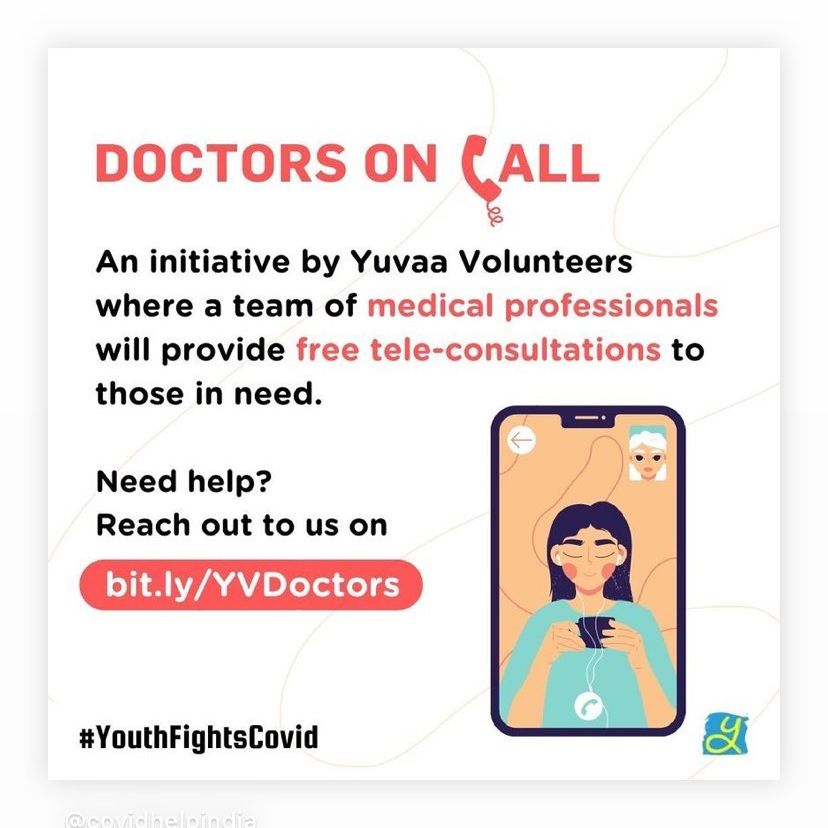 DOCTORS ON CALL
An initiative by Yuvaa Volunteers
where a team of medical professionals
will provide free tele-consultations to
those in need.
Need help?
Reach out to us on
bit.ly/YVDoctors
#YouthFightsCovid
y
@covidhelpindia